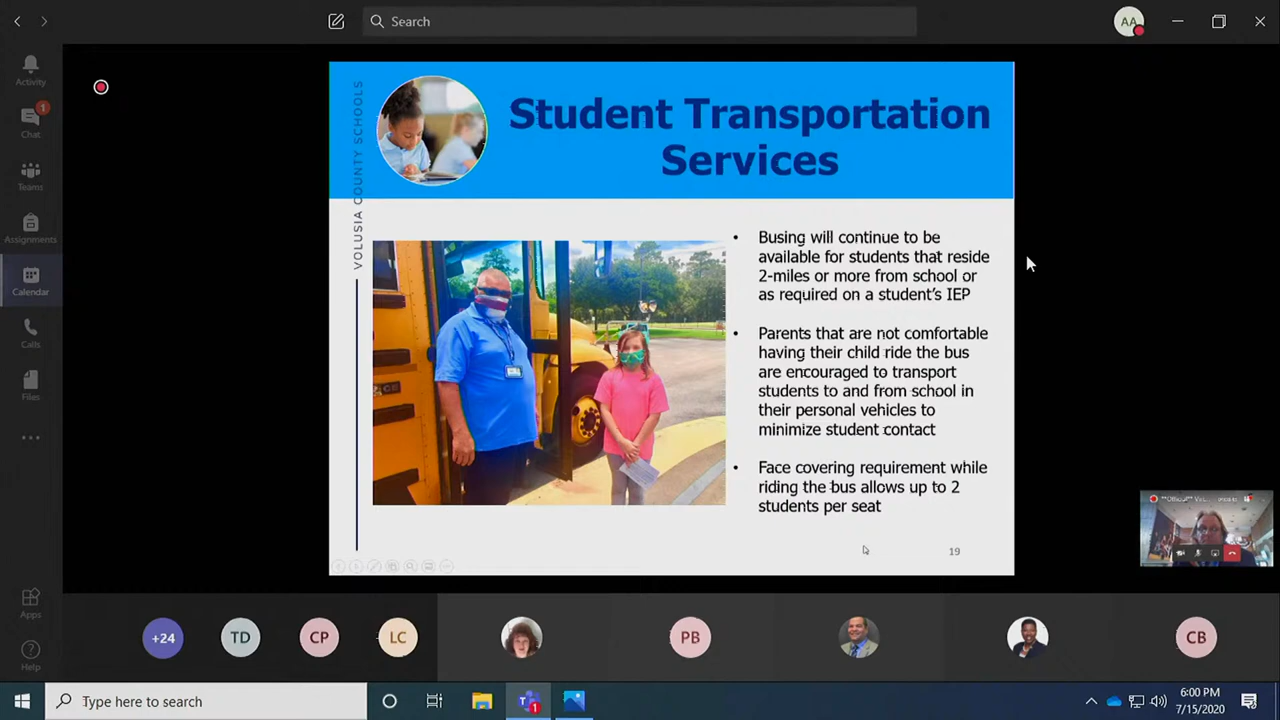 Search
AA
Activity
1
Chat
Teams
Assignments
Calendar
Calls
Files
Apps
Help
VOLUSIA COUNTY SCHOOLS
Student Transportation
Services
• Busing will continue to be
available for students that reside
2-miles or more from school or
as required on a student's IEP
• Parents that are not comfortable
having their child ride the bus
are encouraged to transport
students to and from school in
their personal vehicles to
minimize student contact
• Face covering requirement while
riding the bus allows up to 2
students per seat
19
+24
TD
CP
LC
PB
CB
Type here to search
1
6:00 PM
7/15/2020